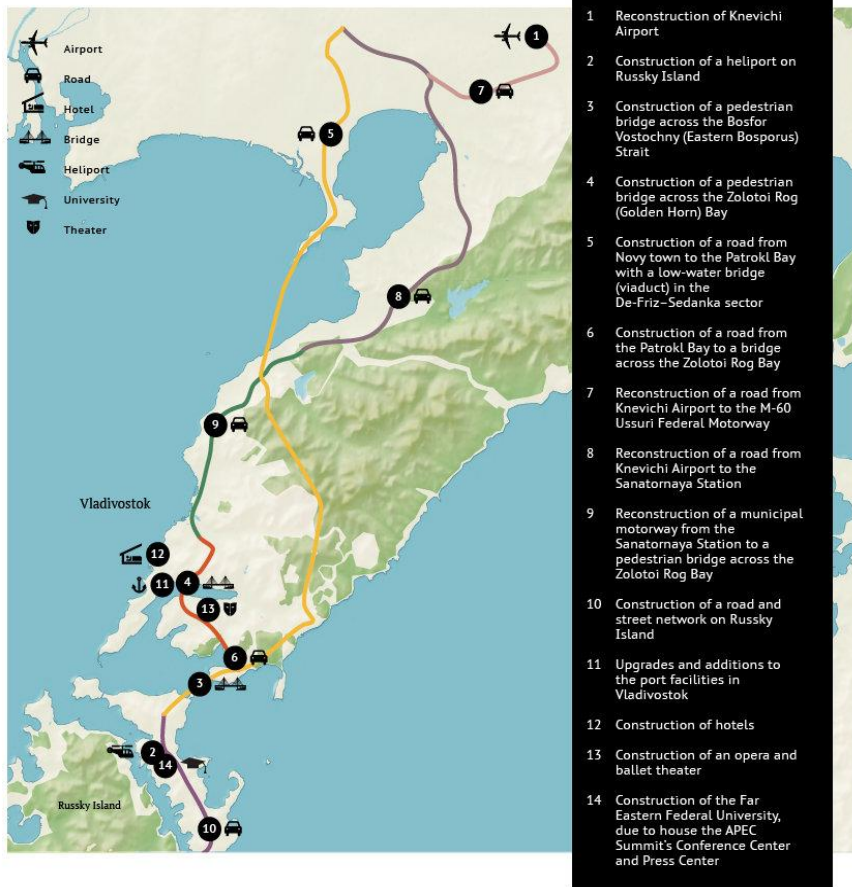 Airport
Road
Hotel
Bridge
Heliport
University
Theater
1
7
5
8
9
Vladivostok
12
11
4
13
6
3
2
14
Russky Island
10
1 Reconstruction of Knevichi
Airport
2 Construction of a heliport on
Russky Island
3 Construction of a pedestrian
bridge across the Bosfor
Vostochny (Eastern Bosporus)
Strait
4 Construction of a pedestrian
bridge across the Zolotoi Rog
(Golden Horn) Bay
5 Construction of a road from
Novy town to the Patrokl Bay
with a low-water bridge
(viaduct) in the
De-Friz–Sedanka sector
6 Construction of a road from
the Patrokl Bay to a bridge
across the Zolotoi Rog Bay
7 Reconstruction of a road from
Knevichi Airport to the M-60
Ussuri Federal Motorway
8 Reconstruction of a road from
Knevichi Airport to the
Sanatornaya Station
9 Reconstruction of a municipal
motorway from the
Sanatornaya Station to a
pedestrian bridge across the
Zolotoi Rog Bay
10 Construction of a road and
street network on Russky
Island
11 Upgrades and additions to
the port facilities in
Vladivostok
12 Construction of hotels
13 Construction of an opera and
ballet theater
14 Construction of the Far
Eastern Federal University,
due to house the APEC
Summit's Conference Center
and Press Center